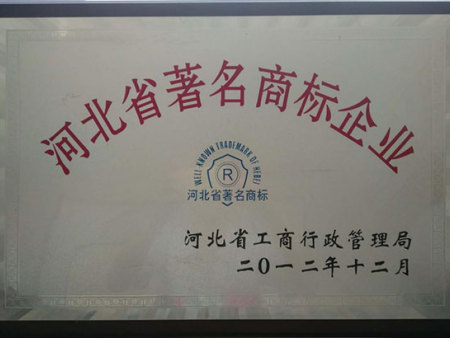 河北省著名商标企业
WELL-KNOWN TRADEMARK OF HEBEI
R
河北省著名商标
河北省工商行政管理局
二〇一二年十二月